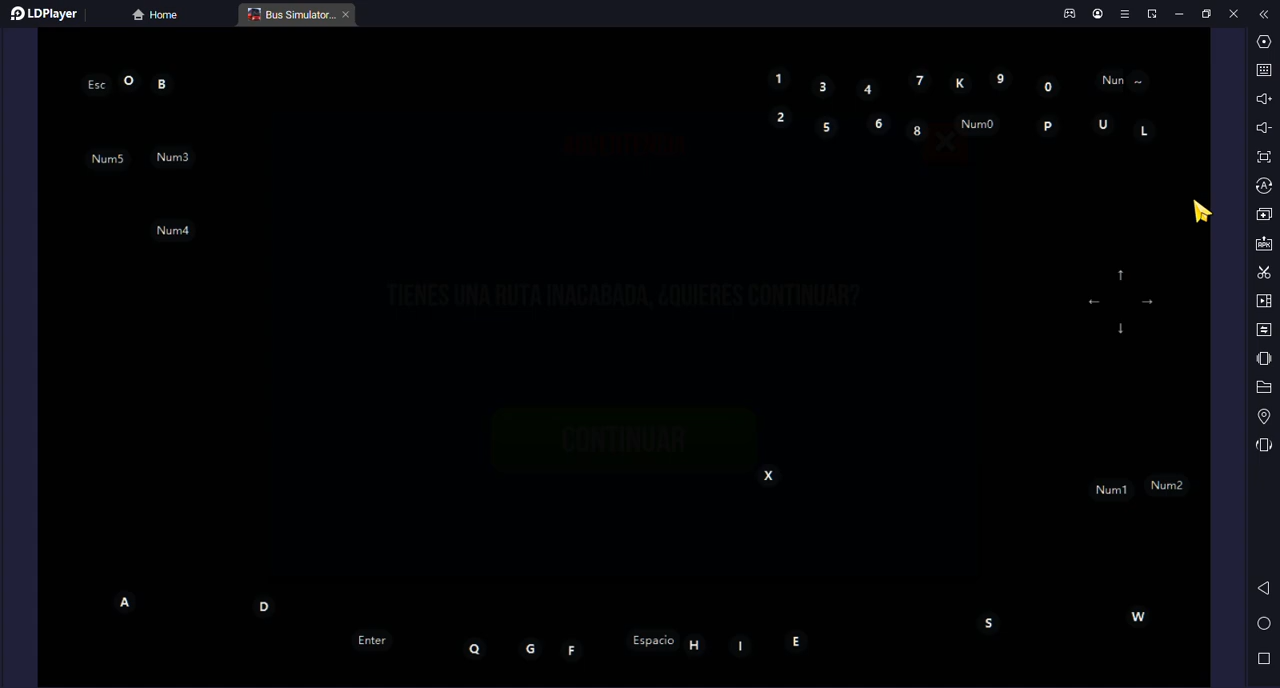 LDPlayer
Home
Bus Simulator...
Esc O B
1 3 4 7 K 9 0 Nun ~
2 5 6 8 Num0 P U L
Num5 Num3
Num4
TIENES UNA RUTA INACABADA, ¿QUIERES CONTINUAR?
↑
← →
↓
CONTINUAR
X
Num1 Num2
A D S W
Enter Q G F Espacio H I E